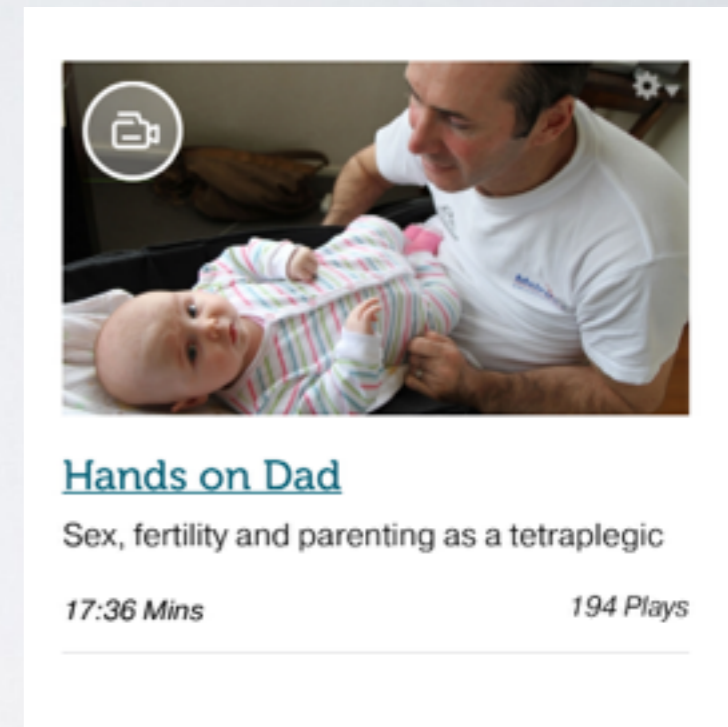 Hands on Dad
Sex, fertility and parenting as a tetraplegic
17:36 Mins 194 Plays